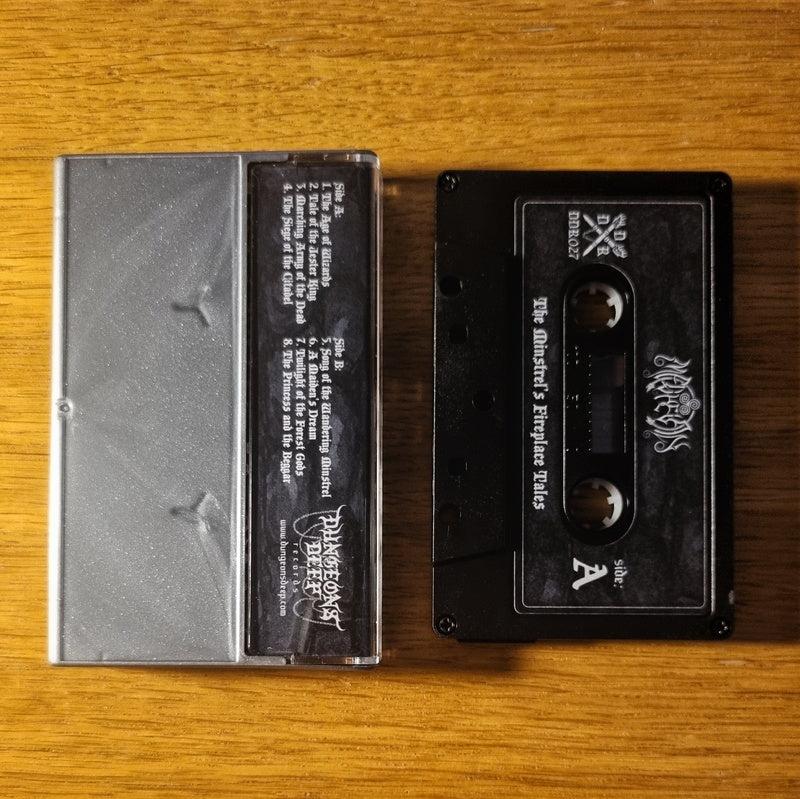 Side A:
1. The Age of Wizards
2. Tale of the Jester King
3. Marching Army of the Dead
4. The Siege of the Citadel
Side B:
5. Song of the Wandering Minstrel
6. A Maiden's Dream
7. Twilight of the Forest Gods
8. The Princess and the Beggar
DUNGEONS
DEEP
records
www.dungeonsdeep.com
D D R
DDR027
The Minstrel's Fireplace Tales
side:
A